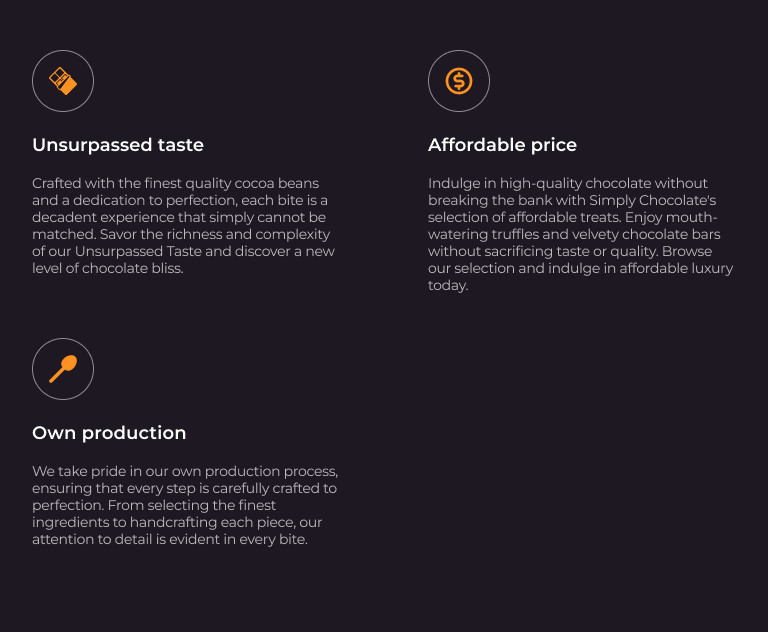 Unsurpassed taste
Crafted with the finest quality cocoa beans
and a dedication to perfection, each bite is a
decadent experience that simply cannot be
matched. Savor the richness and complexity
of our Unsurpassed Taste and discover a new
level of chocolate bliss.
Affordable price
Indulge in high-quality chocolate without
breaking the bank with Simply Chocolate's
selection of affordable treats. Enjoy mouth-
watering truffles and velvety chocolate bars
without sacrificing taste or quality. Browse
our selection and indulge in affordable luxury
today.
Own production
We take pride in our own production process,
ensuring that every step is carefully crafted to
perfection. From selecting the finest
ingredients to handcrafting each piece, our
attention to detail is evident in every bite.